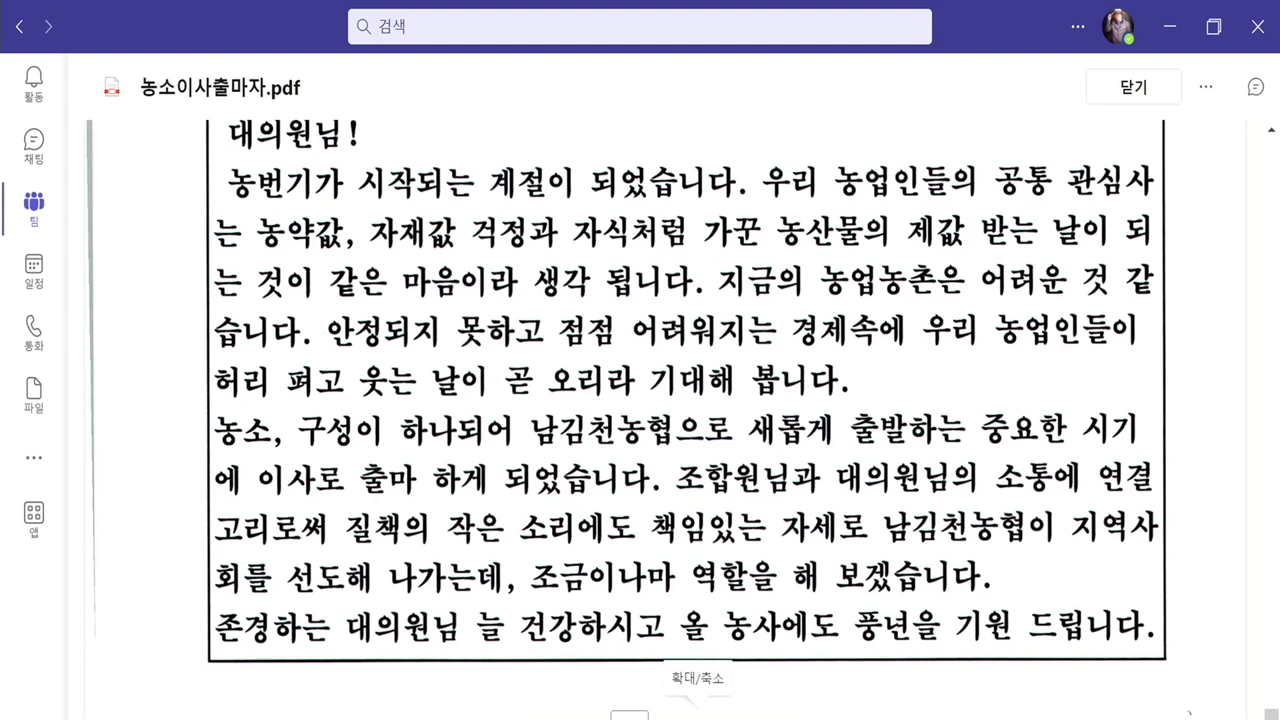 검색
활동
채팅
팀
일정
통화
파일
앱
농소이사출마자.pdf
닫기
대의원님!
농번기가 시작되는 계절이 되었습니다. 우리 농업인들의 공통 관심사
는 농약값, 자재값 걱정과 자식처럼 가꾼 농산물의 제값 받는 날이 되
는 것이 같은 마음이라 생각 됩니다. 지금의 농업농촌은 어려운 것 같
습니다. 안정되지 못하고 점점 어려워지는 경제속에 우리 농업인들이
허리 펴고 웃는 날이 곧 오리라 기대해 봅니다.
농소, 구성이 하나되어 남김천농협으로 새롭게 출발하는 중요한 시기
에 이사로 출마 하게 되었습니다. 조합원님과 대의원님의 소통에 연결
고리로써 질책의 작은 소리에도 책임있는 자세로 남김천농협이 지역사
회를 선도해 나가는데, 조금이나마 역할을 해 보겠습니다.
존경하는 대의원님 늘 건강하시고 올 농사에도 풍년을 기원 드립니다.
확대/축소